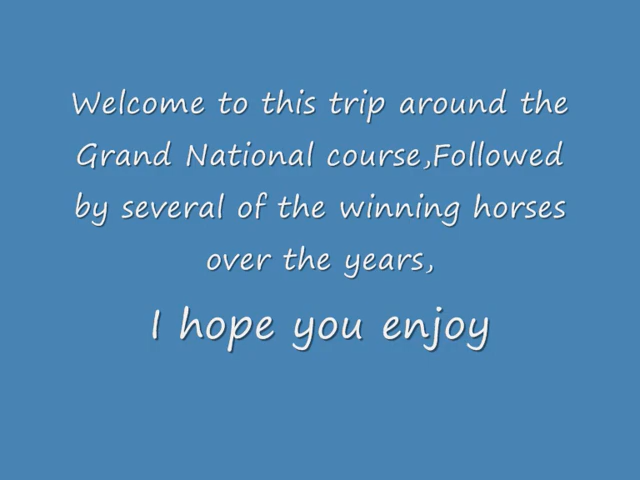 Welcome to this trip around the
Grand National course,Followed
by several of the winning horses
over the years,
I hope you enjoy